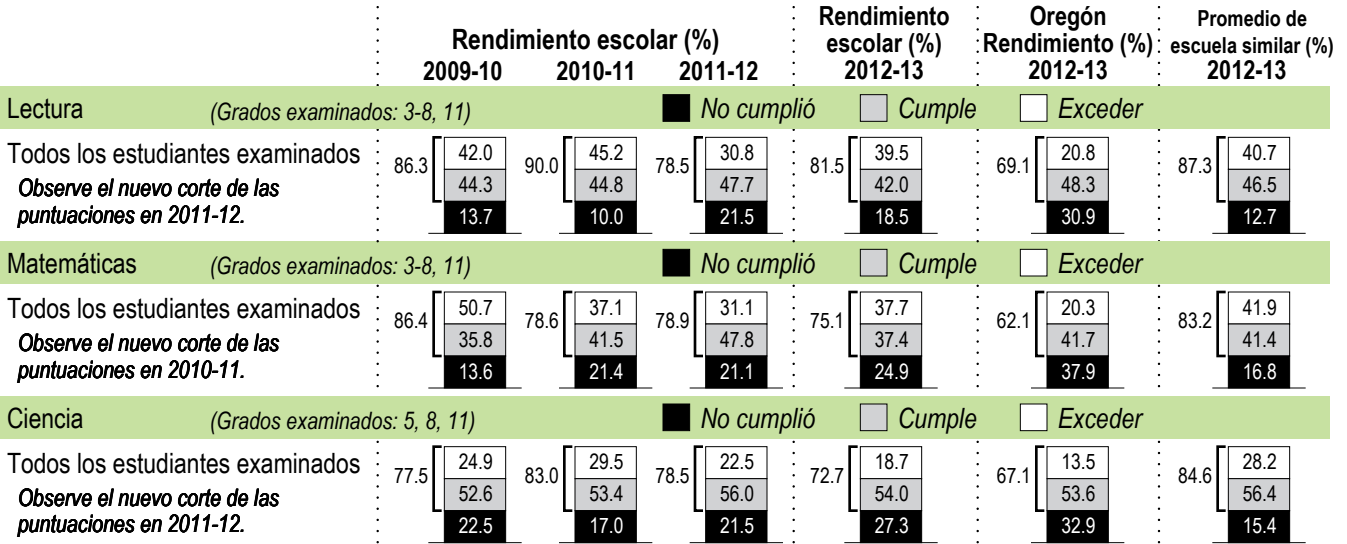 Rendimiento escolar (%)
2009-10 2010-11 2011-12
Rendimiento
escolar (%)
2012-13
Oregón
Rendimiento (%)
2012-13
Promedio de
escuela similar (%)
2012-13
Lectura (Grados examinados: 3-8, 11) No cumplió Cumple Exceder
Todos los estudiantes examinados
Observe el nuevo corte de las
puntuaciones en 2011-12.
86.3 42.0 44.3 13.7
90.0 45.2 44.8 10.0
78.5 30.8 47.7 21.5
81.5 39.5 42.0 18.5
69.1 20.8 48.3 30.9
87.3 40.7 46.5 12.7
Matemáticas (Grados examinados: 3-8, 11) No cumplió Cumple Exceder
Todos los estudiantes examinados
Observe el nuevo corte de las
puntuaciones en 2010-11.
86.4 50.7 35.8 13.6
78.6 37.1 41.5 21.4
78.9 31.1 47.8 21.1
75.1 37.7 37.4 24.9
62.1 20.3 41.7 37.9
83.2 41.9 41.4 16.8
Ciencia (Grados examinados: 5, 8, 11) No cumplió Cumple Exceder
Todos los estudiantes examinados
Observe el nuevo corte de las
puntuaciones en 2011-12.
77.5 24.9 52.6 22.5
83.0 29.5 53.4 17.0
78.5 22.5 56.0 21.5
72.7 18.7 54.0 27.3
67.1 13.5 53.6 32.9
84.6 28.2 56.4 15.4